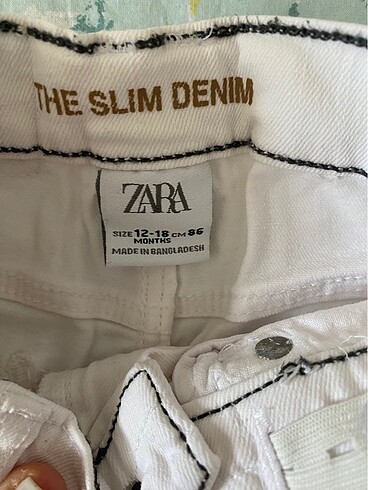 THE SLIM DENIM
ZARA
SIZE 12-18 CM 86
MONTHS
MADE IN BANGLADESH